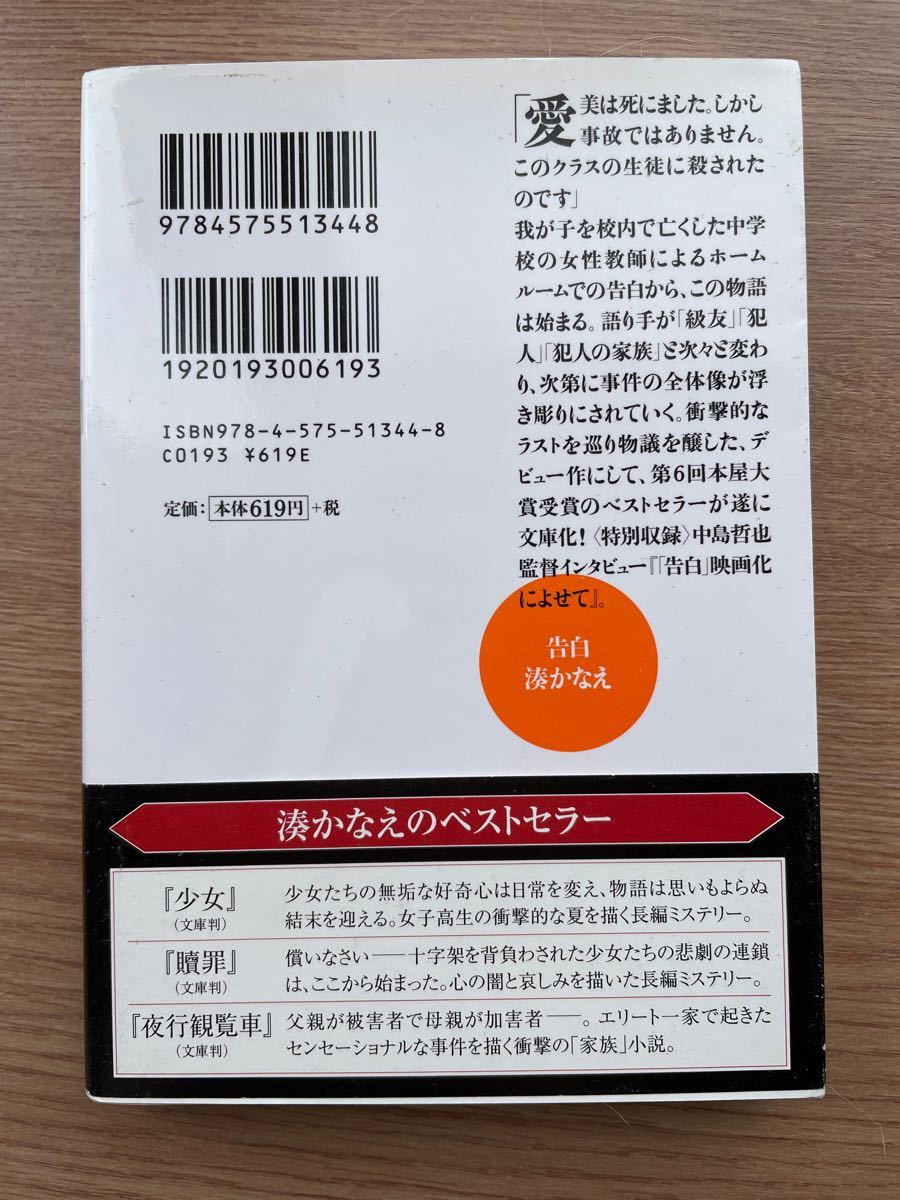 9784575513448
1920193006193
ISBN978-4-575-51344-8
C0193 ¥619E
定価：本体619円＋税
「愛美は死にました。しかし
事故ではありません。
このクラスの生徒に殺された
のです」
我が子を校内で亡くした中学
校の女性教師によるホーム
ルームでの告白から、この物語
は始まる。語り手が「級友」「犯
人」「犯人の家族」と次々と変わ
り、次第に事件の全体像が浮
き彫りにされていく。衝撃的な
ラストを巡り物議を醸した、デ
ビュー作にして、第6回本屋大
賞受賞のベストセラーが遂に
文庫化！〈特別収録〉中島哲也
監督インタビュー『「告白」映画化
によせて』。
告白
湊かなえ
湊かなえのベストセラー
『少女』
（文庫判）
少女たちの無垢な好奇心は日常を変え、物語は思いもよらぬ
結末を迎える。女子高生の衝撃的な夏を描く長編ミステリー。
『贖罪』
（文庫判）
償いなさい――十字架を背負わされた少女たちの悲劇の連鎖
は、ここから始まった。心の闇と哀しみを描いた長編ミステリー。
『夜行観覧車』
（文庫判）
父親が被害者で母親が加害者――。エリート一家で起きた
センセーショナルな事件を描く衝撃の「家族」小説。